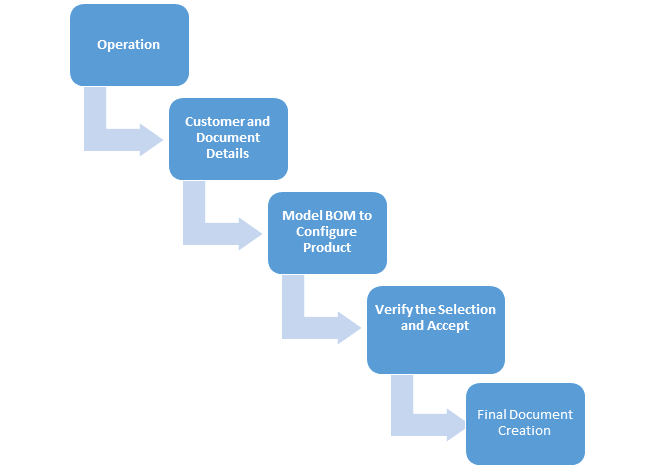 Operation
Customer and
Document
Details
Model BOM to
Configure
Product
Verify the Selection
and Accept
Final Document
Creation